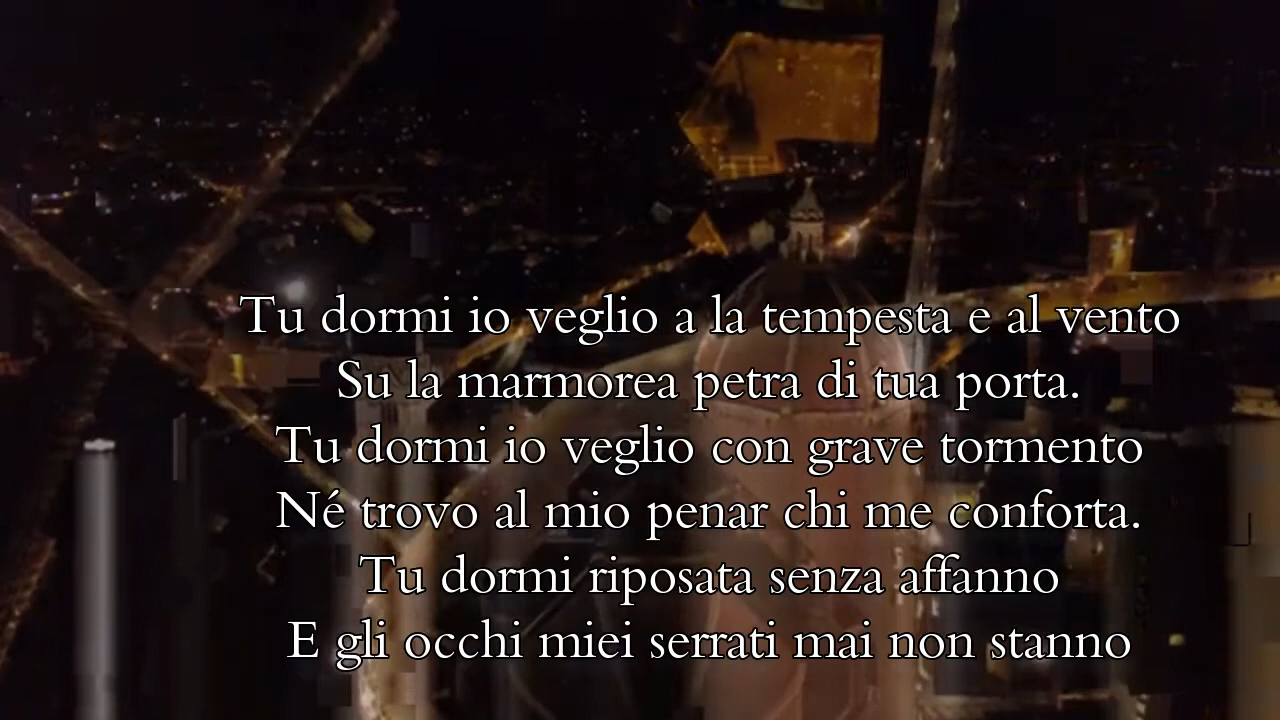 Tu dormi io veglio a la tempesta e al vento
Su la marmorea petra di tua porta.
Tu dormi io veglio con grave tormento
Né trovo al mio penar chi me conforta.
Tu dormi riposata senza affanno
E gli occhi miei serrati mai non stanno